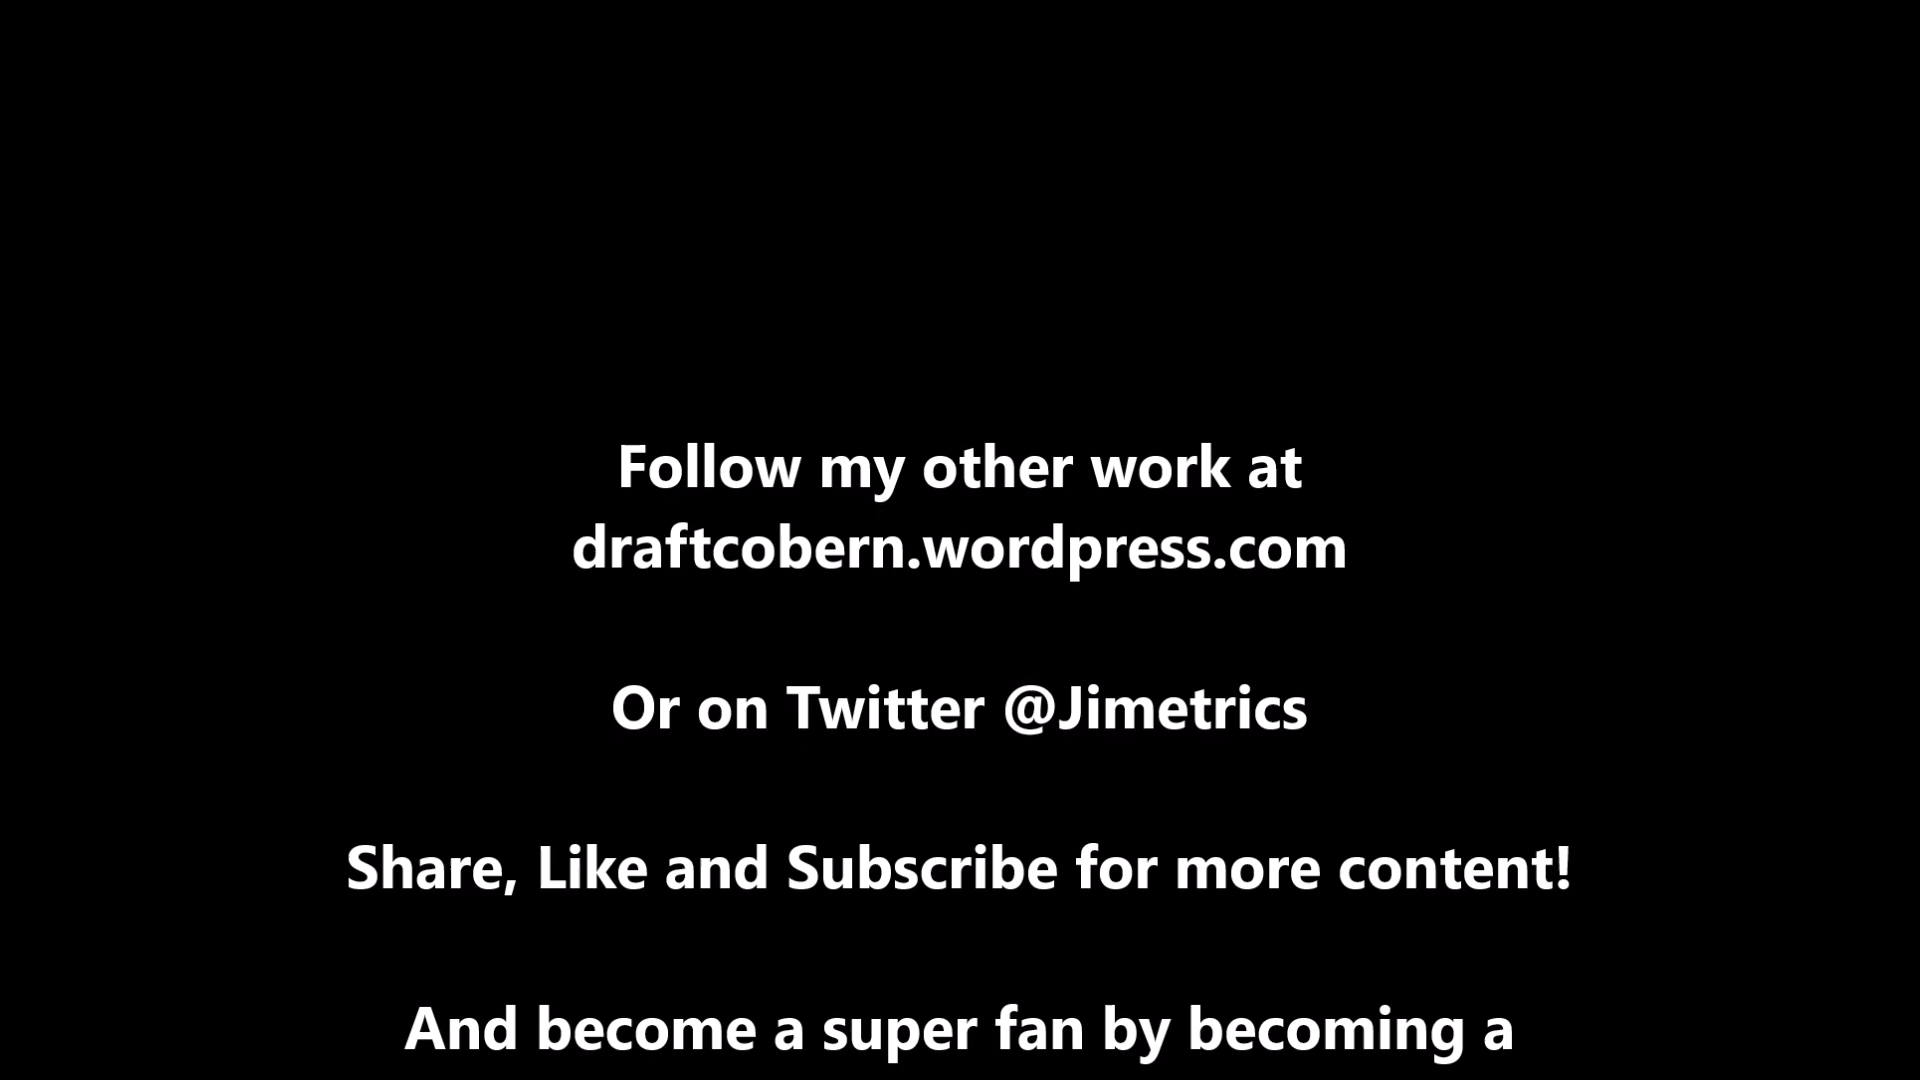 Follow my other work at
draftcobern.wordpress.com
Or on Twitter @Jimetrics
Share, Like and Subscribe for more content!
And become a super fan by becoming a